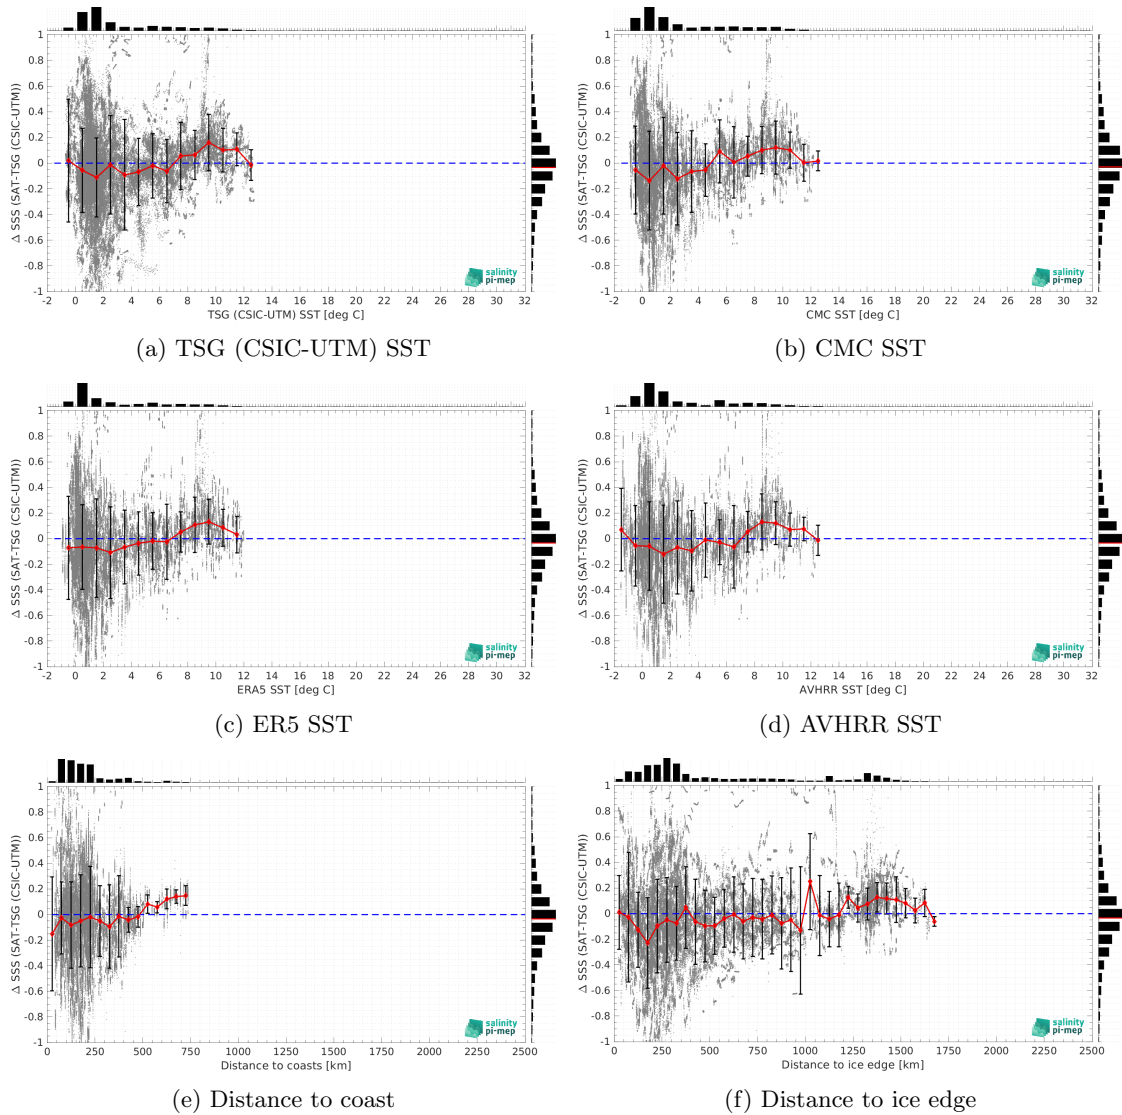 1
0.8
0.6
0.4
0.2
0
-0.2
-0.4
-0.6
-0.8
-1
Δ SSS (SAT-TSG (CSIC-UTM))
salinity
pi-mep
-2 0 2 4 6 8 10 12 14 16 18 20 22 24 26 28 30 32
TSG (CSIC-UTM) SST [deg C]
(a) TSG (CSIC-UTM) SST
1
0.8
0.6
0.4
0.2
0
-0.2
-0.4
-0.6
-0.8
-1
Δ SSS (SAT-TSG (CSIC-UTM))
salinity
pi-mep
-2 0 2 4 6 8 10 12 14 16 18 20 22 24 26 28 30 32
CMC SST [deg C]
(b) CMC SST
1
0.8
0.6
0.4
0.2
0
-0.2
-0.4
-0.6
-0.8
-1
Δ SSS (SAT-TSG (CSIC-UTM))
salinity
pi-mep
-2 0 2 4 6 8 10 12 14 16 18 20 22 24 26 28 30 32
ERA5 SST [deg C]
(c) ER5 SST
1
0.8
0.6
0.4
0.2
0
-0.2
-0.4
-0.6
-0.8
-1
Δ SSS (SAT-TSG (CSIC-UTM))
salinity
pi-mep
-2 0 2 4 6 8 10 12 14 16 18 20 22 24 26 28 30 32
AVHRR SST [deg C]
(d) AVHRR SST
1
0.8
0.6
0.4
0.2
0
-0.2
-0.4
-0.6
-0.8
-1
Δ SSS (SAT-TSG (CSIC-UTM))
salinity
pi-mep
0 250 500 750 1000 1250 1500 1750 2000 2250 2500
Distance to coasts [km]
(e) Distance to coast
1
0.8
0.6
0.4
0.2
0
-0.2
-0.4
-0.6
-0.8
-1
Δ SSS (SAT-TSG (CSIC-UTM))
salinity
pi-mep
0 250 500 750 1000 1250 1500 1750 2000 2250 2500
Distance to ice edge [km]
(f) Distance to ice edge